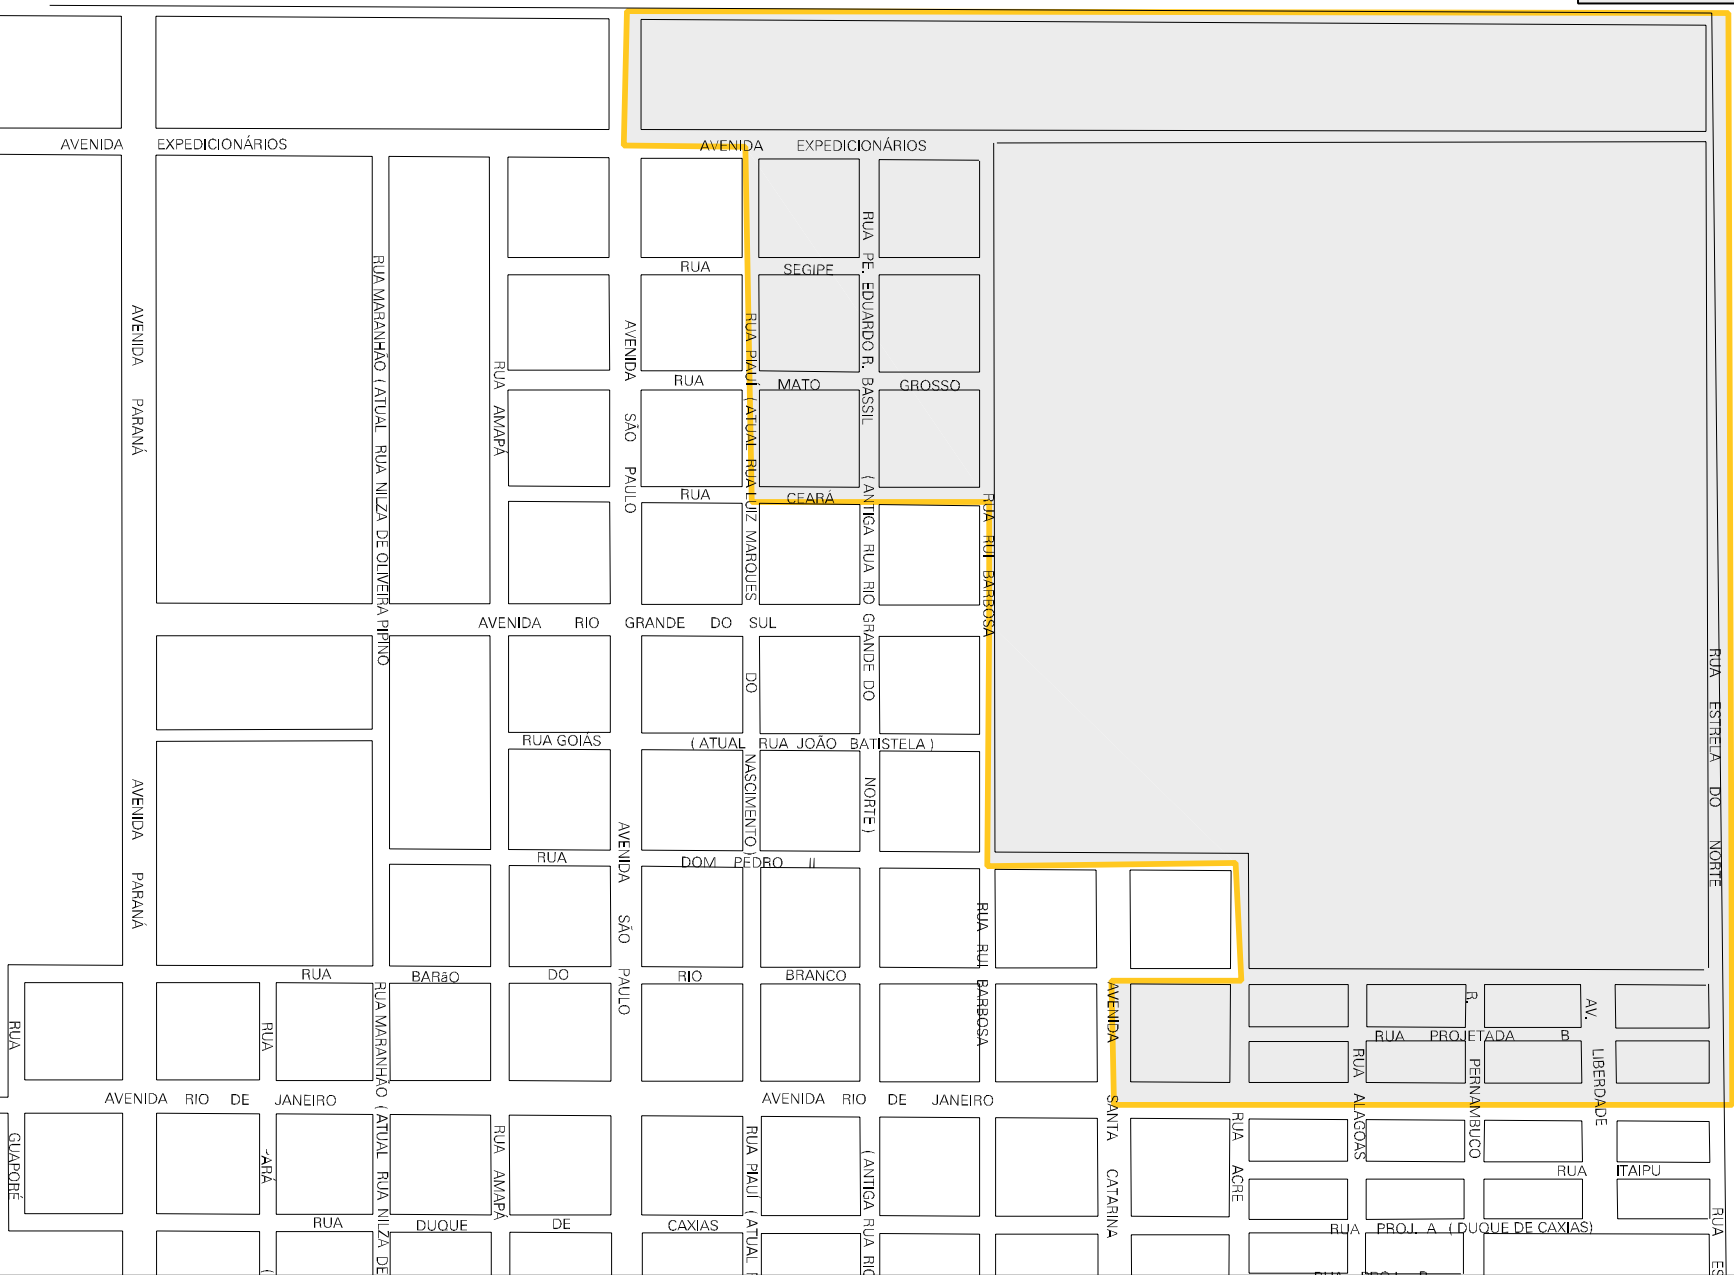 AVENIDA EXPEDICIONÁRIOS
AVENIDA EXPEDICIONÁRIOS
RUA SEGIPE
RUA MATO GROSSO
RUA CEARÁ
AVENIDA PARANÁ
RUA MARANHÃO (ATUAL RUA NILZA DE OLIVEIRA PIPINO
RUA AMAPÁ
AVENIDA SÃO PAULO
RUA PIAUÍ (ATUAL RUA LUIZ MARQUES DO NASCIMENTO)
RUA PE. EDUARDO R. BASSIL (ANTIGA RUA RIO GRANDE DO NORTE)
RUA RUI BARBOSA
RUA ESTRELA DO NORTE
AVENIDA RIO GRANDE DO SUL
RUA GOIÁS (ATUAL RUA JOÃO BATISTELA)
AVENIDA PARANÁ
AVENIDA SÃO PAULO
RUA DOM PEDRO II
RUA RUI BARBOSA
RUA BARãO DO RIO BRANCO
RUA GUAPORÉ
RUA
RUA MARANHÃO (ATUAL RUA NILZA DE
AVENIDA SANTA CATARINA
R. PERNAMBUCO
AV. LIBERDADE
RUA PROJETADA B
RUA ALAGOAS
AVENIDA RIO DE JANEIRO
AVENIDA RIO DE JANEIRO
RUA AMAPÁ
RUA PIAUÍ (ATUAL
(ANTIGA RUA RIO
RUA ACRE
RUA ITAIPU
RUA DUQUE DE CAXIAS
RUA PROJ. A (DUQUE DE CAXIAS)
RUA ES